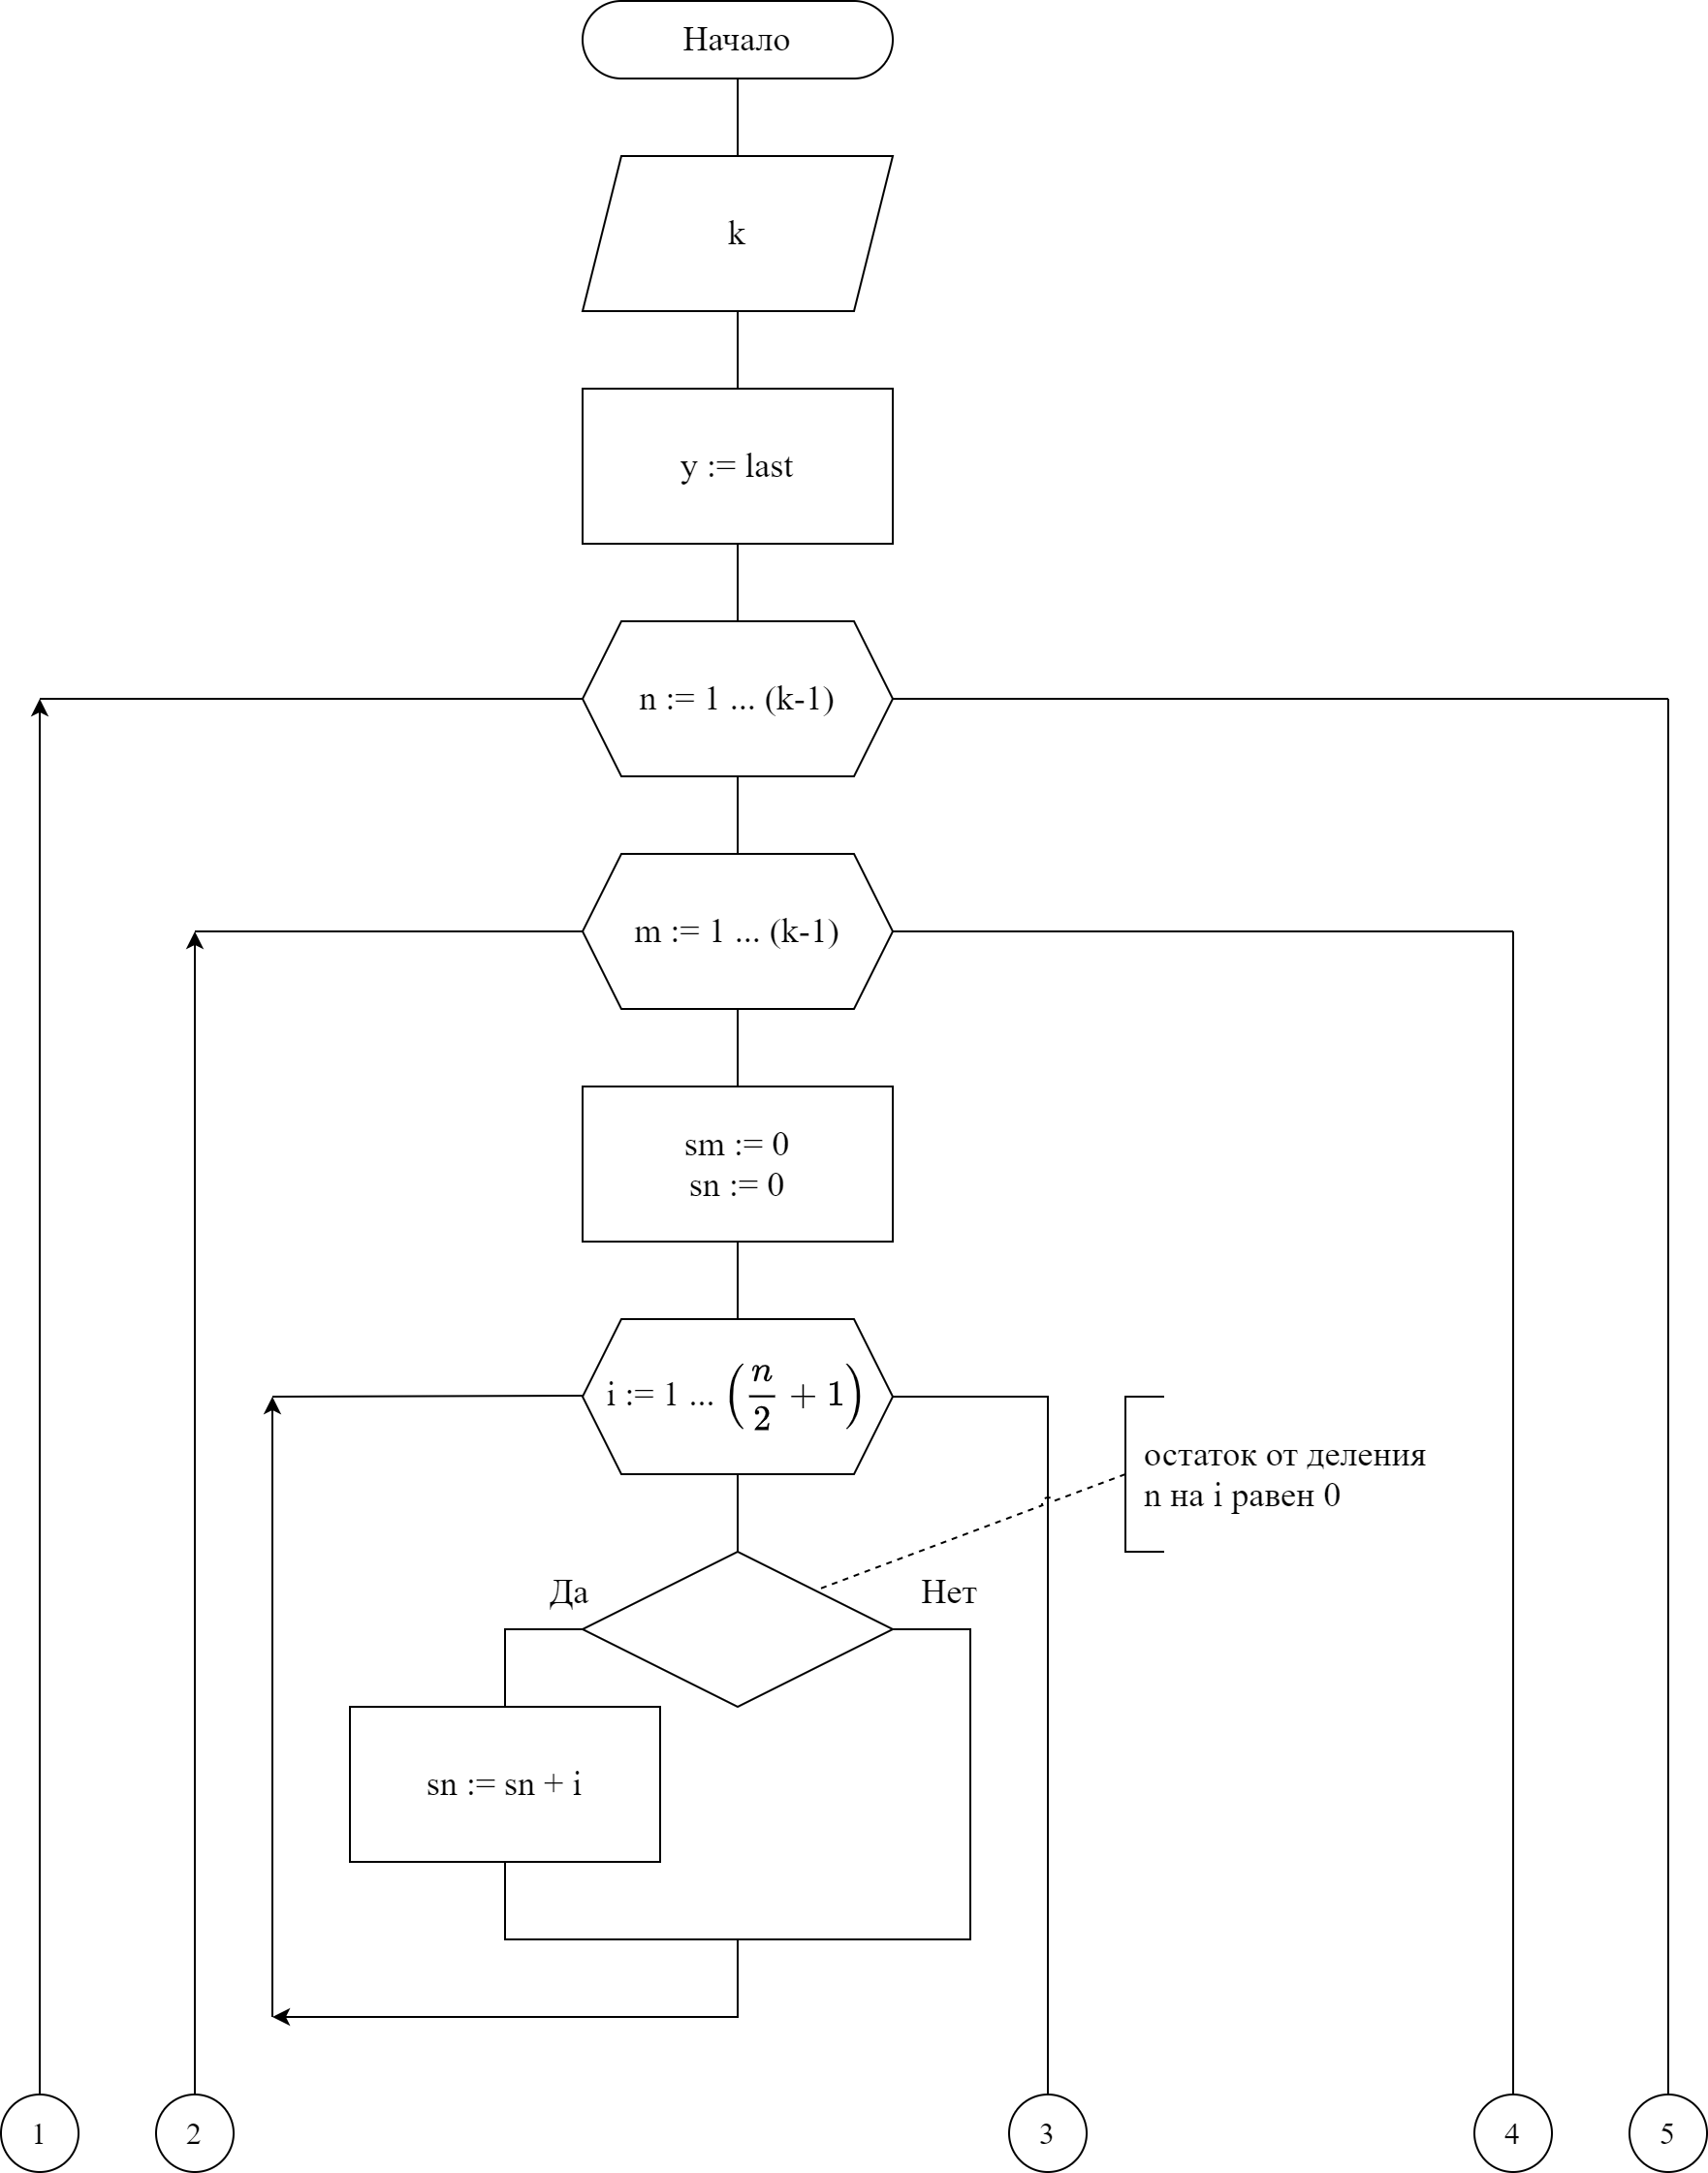 Начало
k
y := last
n := 1 ... (k-1)
m := 1 ... (k-1)
sm := 0
sn := 0
i := 1 ... (n/2 + 1)
остаток от деления
n на i равен 0
Да
Нет
sn := sn + i
1
2
3
4
5